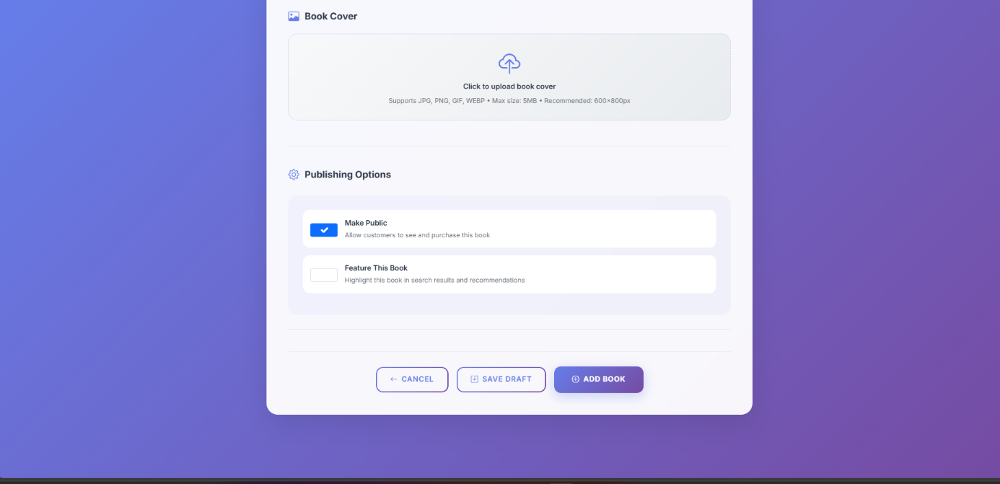 Book Cover
Click to upload book cover
Supports JPG, PNG, GIF, WEBP • Max size: 5MB • Recommended: 600×800px
Publishing Options
Make Public
Allow customers to see and purchase this book
Feature This Book
Highlight this book in search results and recommendations
CANCEL
SAVE DRAFT
ADD BOOK